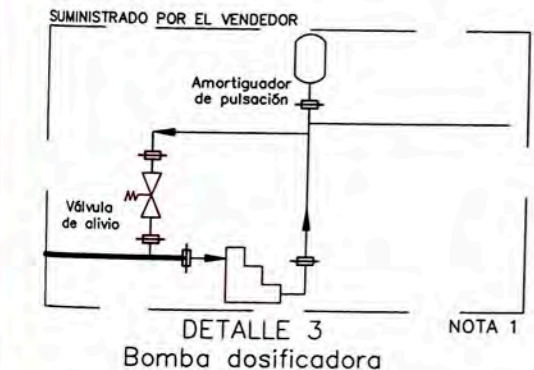 SUMINISTRADO POR EL VENDEDOR
Amortiguador
de pulsación
Válvula
de alivio
DETALLE 3
NOTA 1
Bomba dosificadora